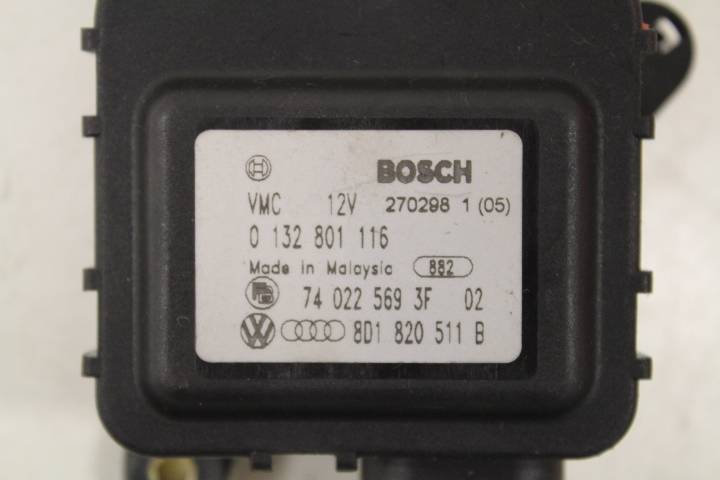 BOSCH
VMC 12V 270298 1 (05)
0 132 801 116
Made in Malaysia 882
74 022 569 3F 02
8D1 820 511 B